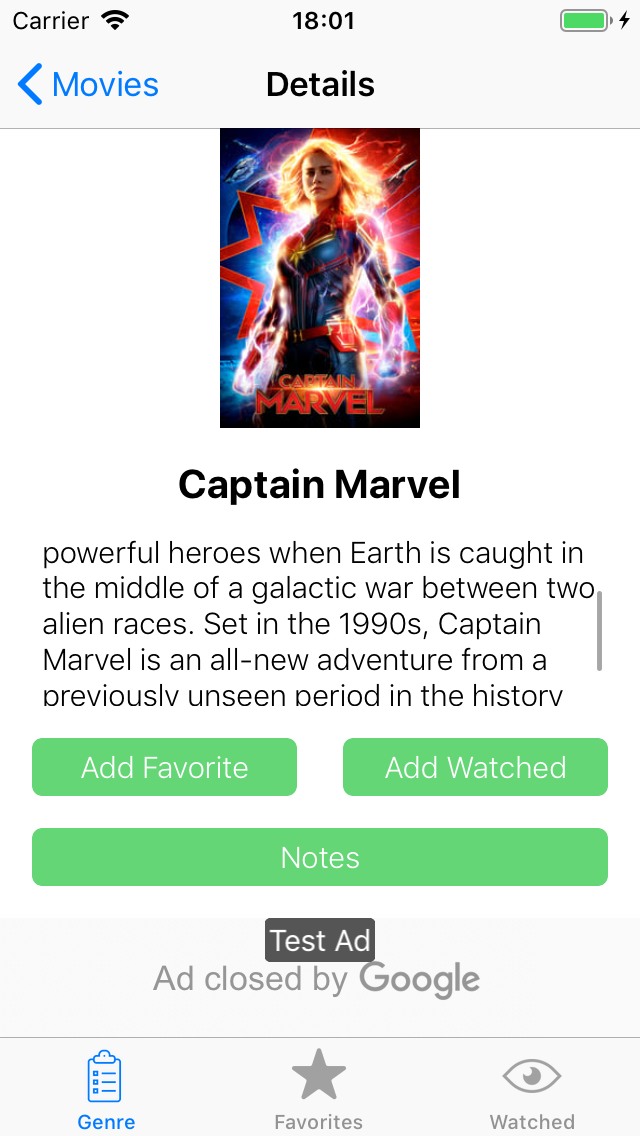 Carrier 18:01
Movies Details
CAPTAIN
MARVEL
Captain Marvel
powerful heroes when Earth is caught in
the middle of a galactic war between two
alien races. Set in the 1990s, Captain
Marvel is an all-new adventure from a
previously unseen period in the history
Add Favorite Add Watched
Notes
Test Ad
Ad closed by Google
Genre Favorites Watched